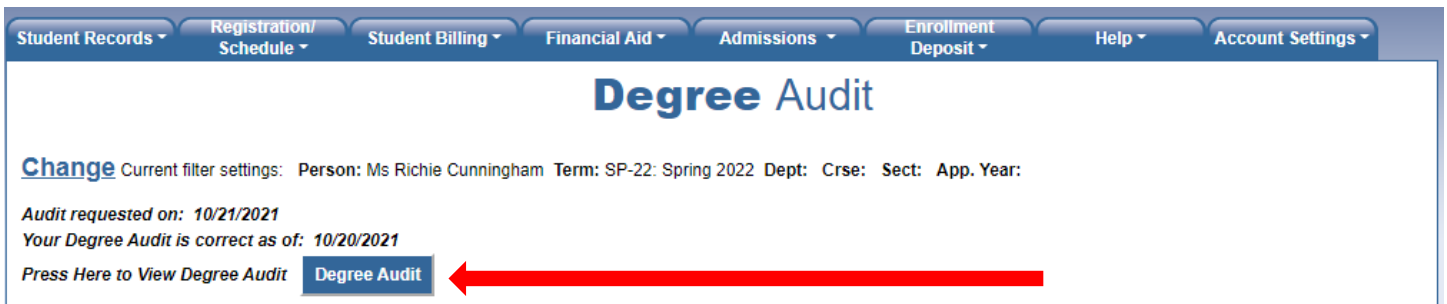 Student Records
Registration/
Schedule
Student Billing
Financial Aid
Admissions
Enrollment
Deposit
Help
Account Settings
Degree Audit
Change Current filter settings: Person: Ms Richie Cunningham Term: SP-22: Spring 2022 Dept: Crse: Sect: App. Year:
Audit requested on: 10/21/2021
Your Degree Audit is correct as of: 10/20/2021
Press Here to View Degree Audit Degree Audit